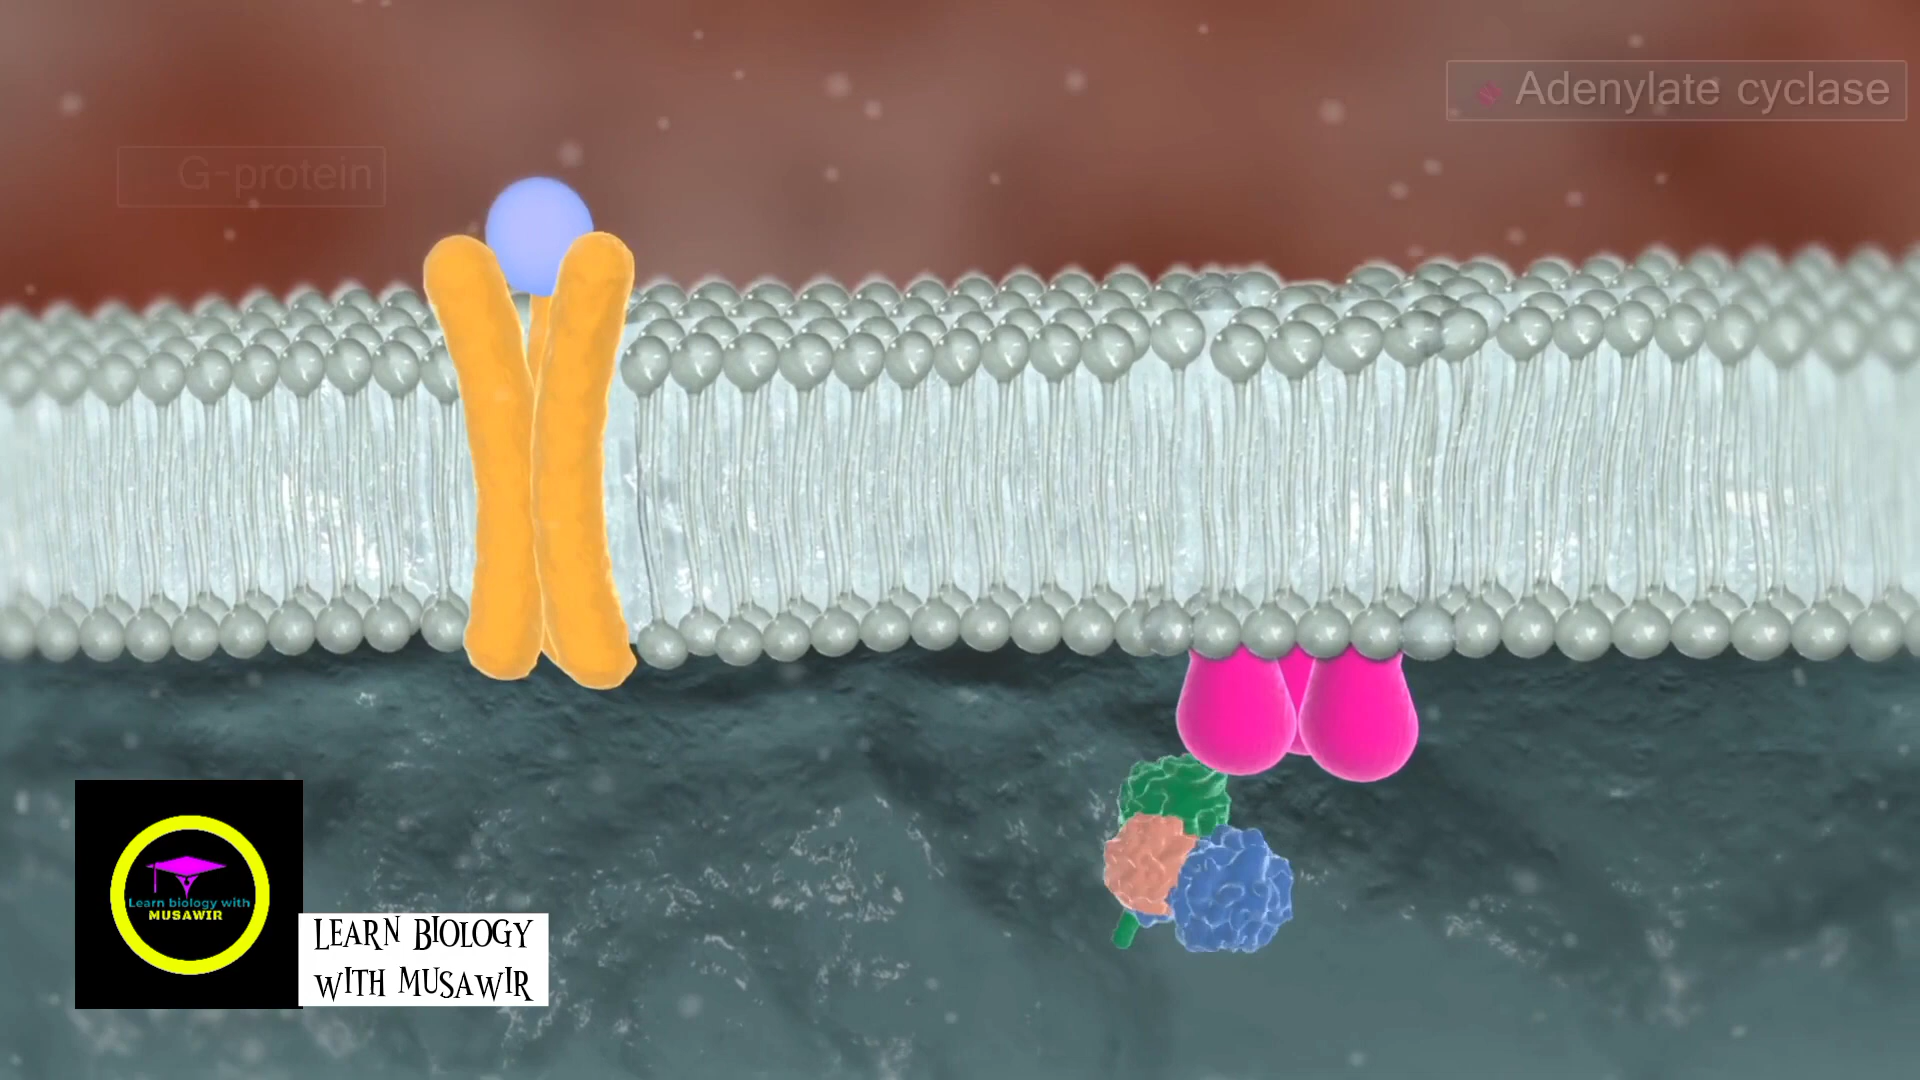 Adenylate cyclase
G-protein
Learn biology with
MUSAWIR
LEARN BIOLOGY
WITH MUSAWIR